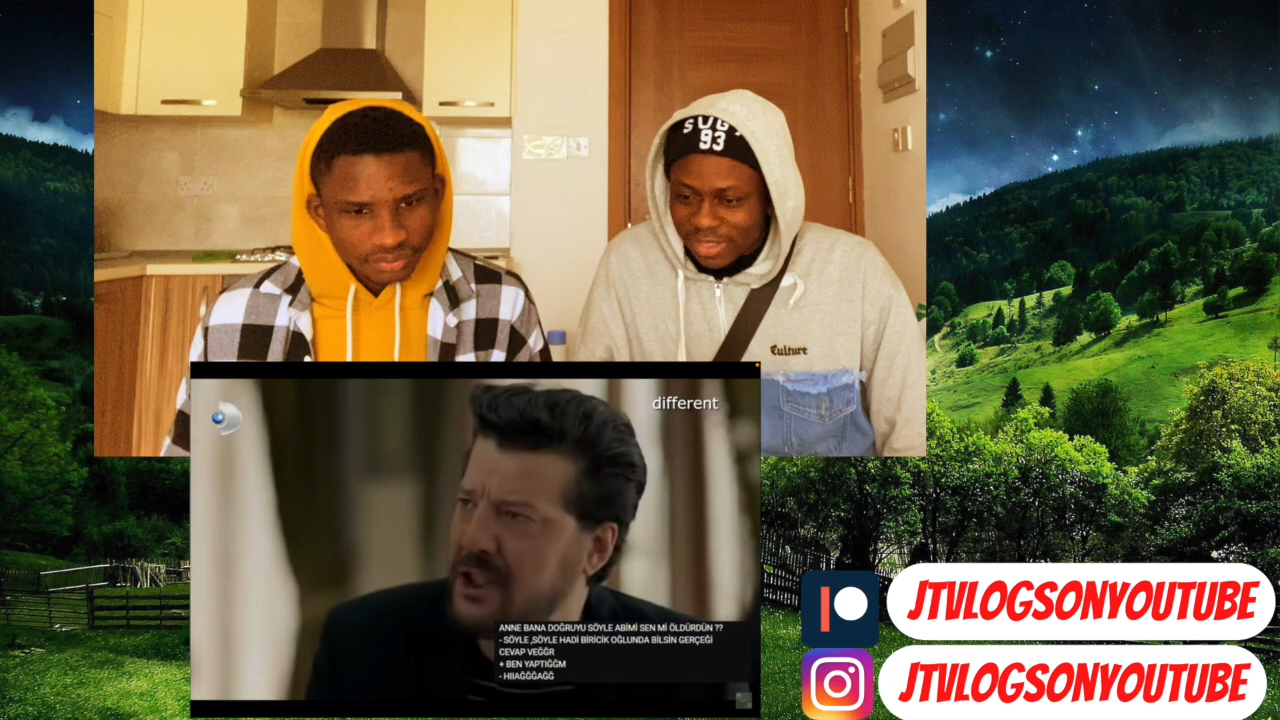 SUGA
93
Culture
different
ANNE BANA DOĞRUYU SÖYLE ABİMİ SEN Mİ ÖLDÜRDÜN ??
- SÖYLE ,SÖYLE HADİ BİRİCİK OĞLUNDA BİLSİN GERÇEĞİ
CEVAP VEĞĞR
+ BEN YAPTIĞĞM
- HIIAĞĞĞAĞĞ
JTVLOGSONYOUTUBE
JTVLOGSONYOUTUBE